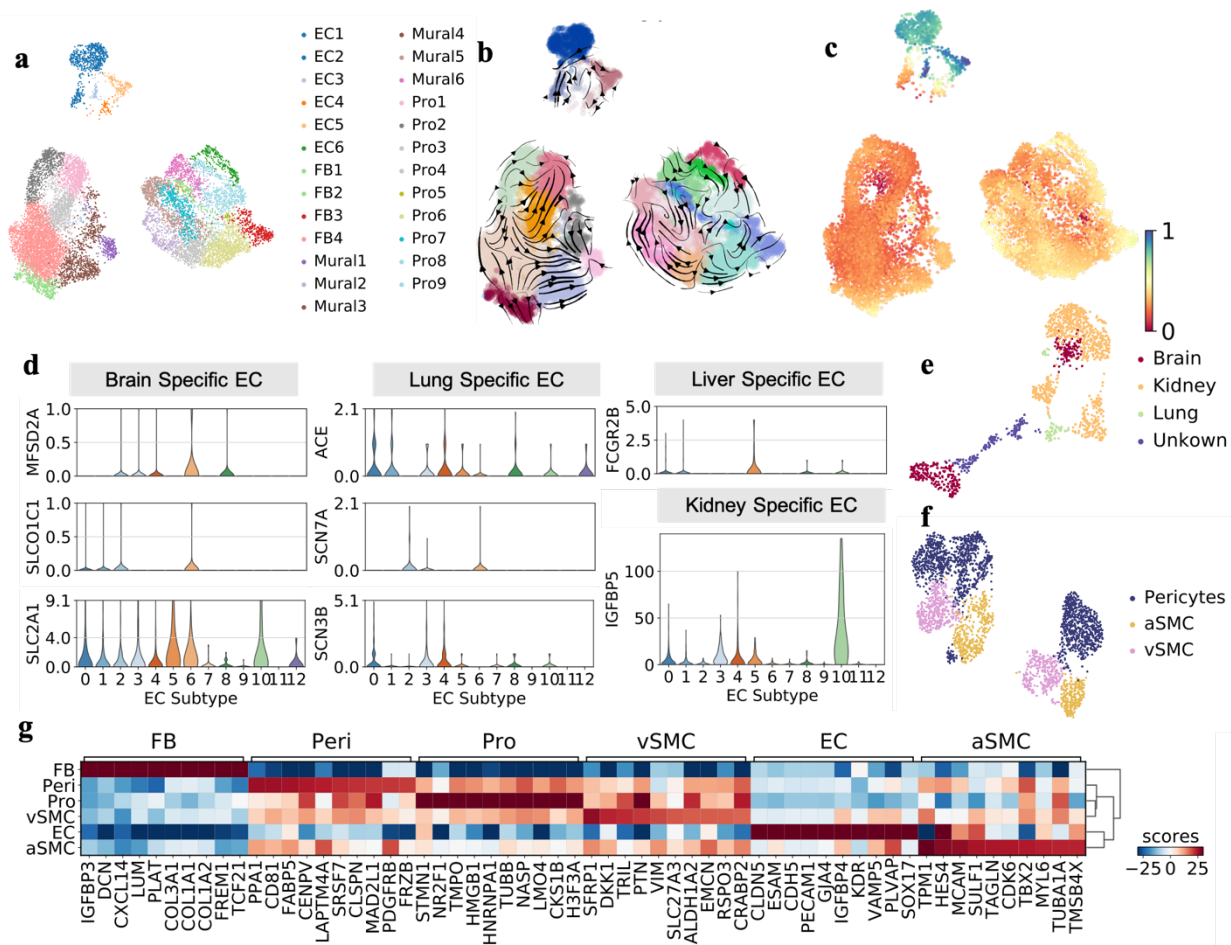 a
EC1
EC2
EC3
EC4
EC5
EC6
FB1
FB2
FB3
FB4
Mural1
Mural2
Mural3
Mural4
Mural5
Mural6
Pro1
Pro2
Pro3
Pro4
Pro5
Pro6
Pro7
Pro8
Pro9
b
c
1
0
d
Brain Specific EC
MFSD2A
1.0
0.5
0.0
SLCO1C1
1.0
0.5
0.0
SLC2A1
9.1
4.0
0.0
0 1 2 3 4 5 6 7 8 9 10 11 12
EC Subtype
Lung Specific EC
ACE
2.1
0.0
SCN7A
2.1
0.0
SCN3B
5.1
0.0
0 1 2 3 4 5 6 7 8 9 10 11 12
EC Subtype
Liver Specific EC
FCGR2B
5.0
2.5
0.0
Kidney Specific EC
IGFBP5
100
50
0
0 1 2 3 4 5 6 7 8 9 10 11 12
EC Subtype
e
Brain
Kidney
Lung
Unkown
f
Pericytes
aSMC
vSMC
g
FB Peri Pro vSMC EC aSMC
FB
Peri
Pro
vSMC
EC
aSMC
IGFBP3
DCN
CXCL14
LUM
PLAT
COL3A1
COL1A1
COL1A2
FREM1
TCF21
PPA1
CD81
FABP5
CENPV
LAPTM4A
SRSF7
CLSPN
MAD2L1
PDGFRB
FRZB
STMN1
NR2F1
TMPO
HMGB1
HNRNPA1
TUBB
NASP
LMO4
CKS1B
H3F3A
SFRP1
DKK1
TRIL
PTN
VIM
SLC27A3
ALDH1A2
EMCN
RSPO3
CRABP2
CLDN5
ESAM
CDH5
PECAM1
GJA4
IGFBP4
KDR
VAMP5
PLVAP
SOX17
TPM1
HES4
MCAM
SULF1
TAGLN
CDK6
TBX2
MYL6
TUBA1A
TMSB4X
scores
−25 0 25